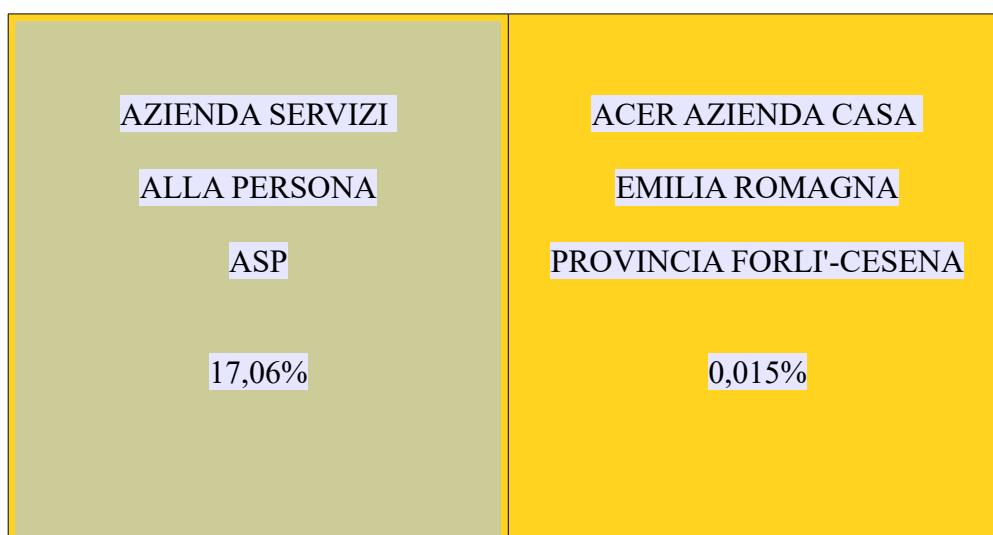 AZIENDA SERVIZI
ALLA PERSONA
ASP
17,06%
ACER AZIENDA CASA
EMILIA ROMAGNA
PROVINCIA FORLI'-CESENA
0,015%